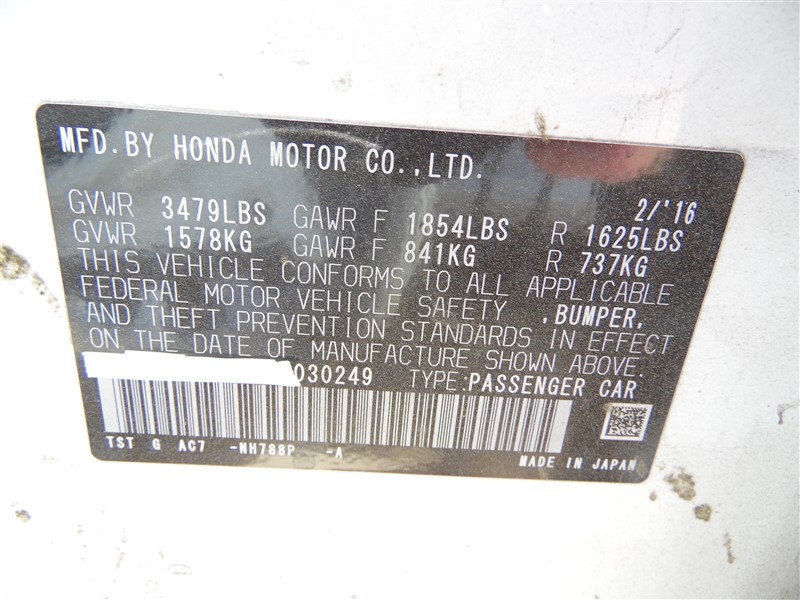 MFD.BY HONDA MOTOR CO.,LTD.
2/'16
GVWR 3479LBS GAWR F 1854LBS R 1625LBS
GVWR 1578KG GAWR F 841KG R 737KG
THIS VEHICLE CONFORMS TO ALL APPLICABLE
FEDERAL MOTOR VEHICLE SAFETY ,BUMPER,
AND THEFT PREVENTION STANDARDS IN EFFECT
ON THE DATE OF MANUFACTURE SHOWN ABOVE.
030249 TYPE:PASSENGER CAR
TST G AC7 -NH788P -A
MADE IN JAPAN